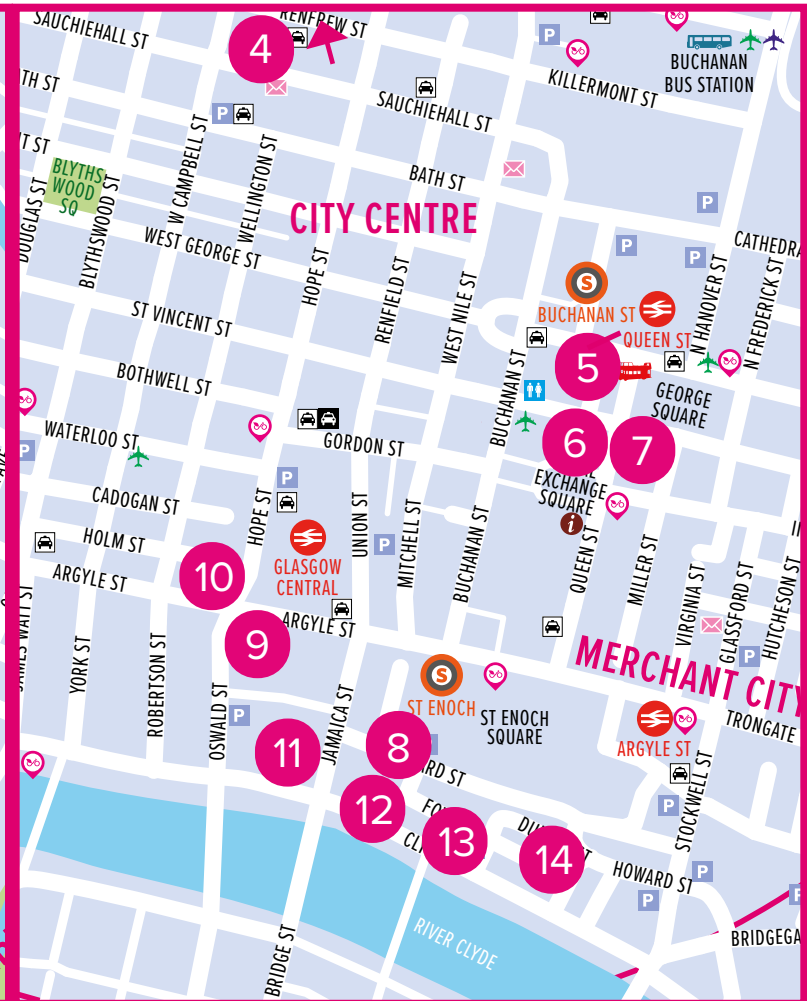 SAUCHIEHALL ST
RENFREW ST
4
P
BUCHANAN
BUS STATION
KILLERMONT ST
SAUCHIEHALL ST
P
BATH ST
BLYTHS
WOOD
SQ
DOUGLAS ST
BLYTHSWOOD ST
W CAMPBELL ST
WELLINGTON ST
CITY CENTRE
WEST GEORGE ST
HOPE ST
RENFIELD ST
WEST NILE ST
P
P
P
N HANOVER ST
N FREDERICK ST
S
BUCHANAN ST
QUEEN ST
ST VINCENT ST
BOTHWELL ST
BUCHANAN ST
5
GEORGE
SQUARE
6
7
EXCHANGE
SQUARE
i
WATERLOO ST
P
GORDON ST
CADOGAN ST
HOPE ST
P
UNION ST
P
MITCHELL ST
BUCHANAN ST
QUEEN ST
MILLER ST
VIRGINIA ST
GLASSFORD ST
HUTCHESON ST
P
HOLM ST
ARGYLE ST
10
GLASGOW
CENTRAL
9
ARGYLE ST
MERCHANT CITY
JAMES WATT ST
YORK ST
ROBERTSON ST
OSWALD ST
P
JAMAICA ST
S
ST ENOCH
ST ENOCH
SQUARE
ARGYLE ST
TRONGATE
11
8
12
13
14
STOCKWELL ST
P
HOWARD ST
P
P
P
BRIDGE ST
RIVER CLYDE